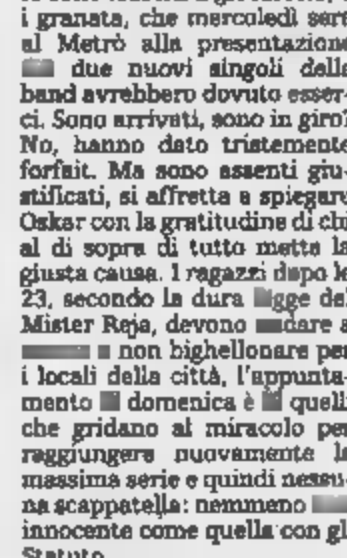 i granata, che mercoledì sera
al Metrò alla presentazione
due nuovi singoli della
band avrebbero dovuto esser-
ci. Sono arrivati, sono in giro?
No, hanno dato tristemente
forfait. Ma sono assenti giu-
stificati, si affretta a spiegare
Oskar con la gratitudine di chi
al di sopra di tutto mette la
giusta causa. I ragazzi dopo le
23, secondo la dura del
Mister Reja, devono a
non bighellonare per
i locali della città, l'appunta-
mento domenica è quelli
che gridano al miracolo per
raggiungere nuovamente la
massima serie e quindi nessu-
na scappatella: nemmeno
innocente come quella con gli
Statuto